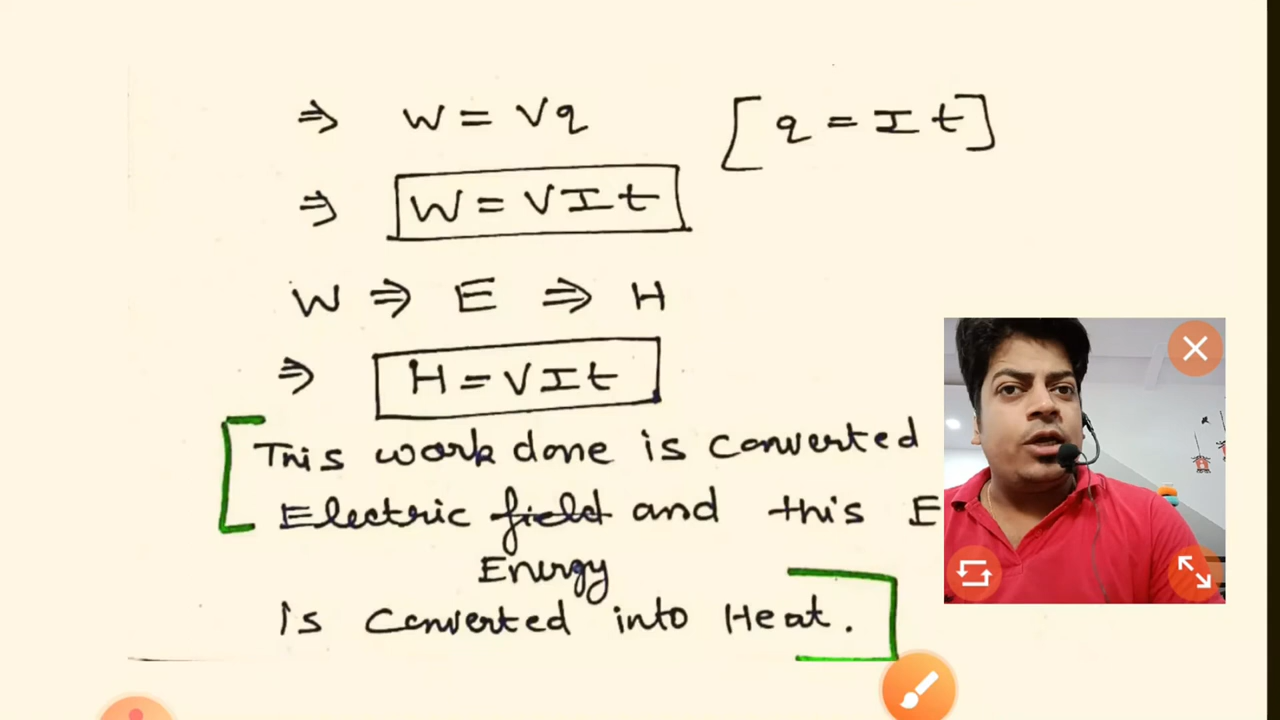 ⇒ W = Vq [q = It]
⇒ W = VIt
W ⇒ E ⇒ H
⇒ H = VIt
This work done is converted
Electric field and this E
Energy
is converted into Heat.